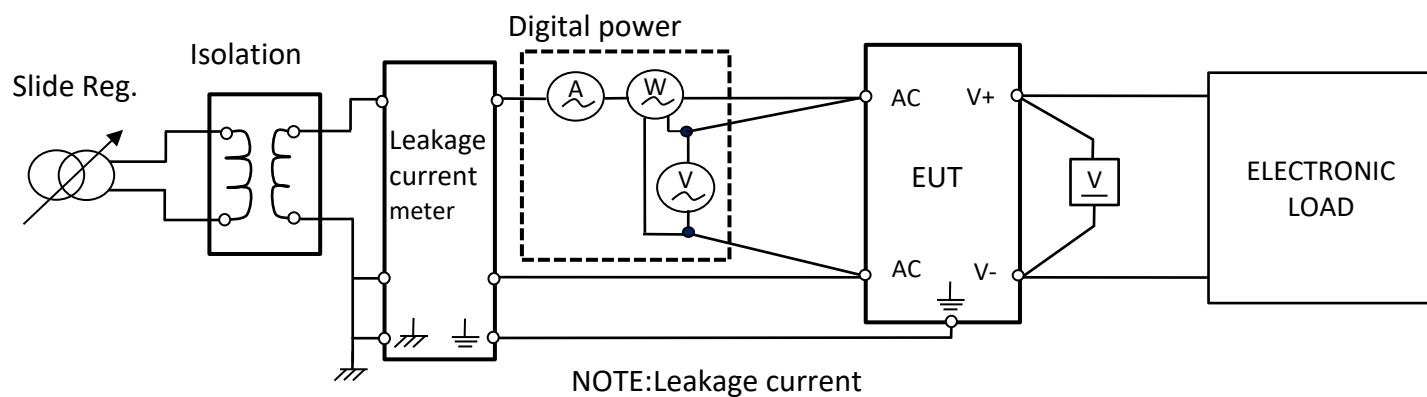 Digital power
Isolation
Slide Reg.
Leakage
current
meter
A
W
V
AC
V+
EUT
AC
V-
V
ELECTRONIC
LOAD
NOTE:Leakage current